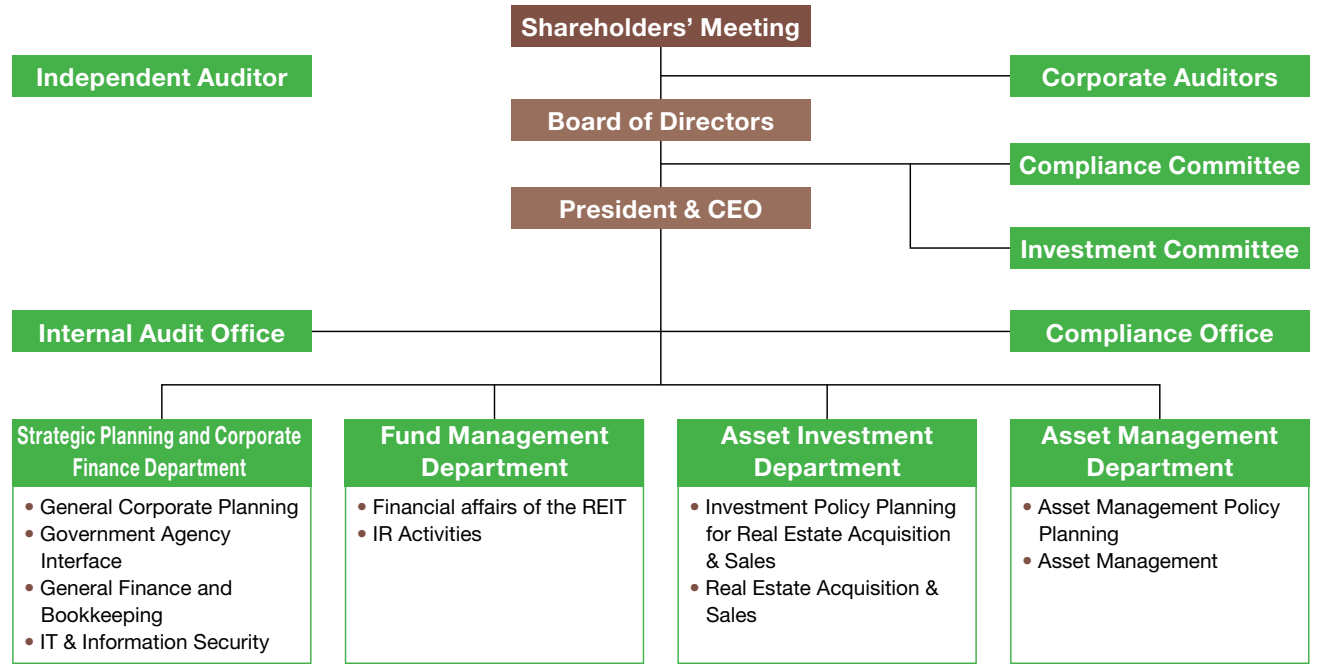 Shareholders’ Meeting
Independent Auditor
Corporate Auditors
Board of Directors
Compliance Committee
President & CEO
Investment Committee
Internal Audit Office
Compliance Office
Strategic Planning and Corporate
Finance Department
• General Corporate Planning
• Government Agency
Interface
• General Finance and
Bookkeeping
• IT & Information Security
Fund Management
Department
• Financial affairs of the REIT
• IR Activities
Asset Investment
Department
• Investment Policy Planning
for Real Estate Acquisition
& Sales
• Real Estate Acquisition &
Sales
Asset Management
Department
• Asset Management Policy
Planning
• Asset Management